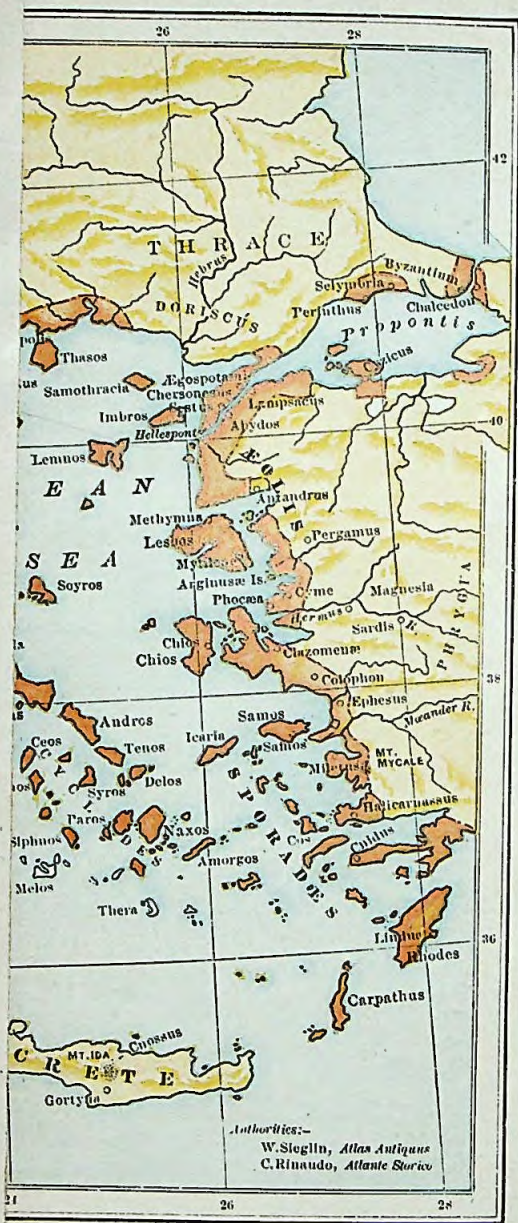 26 28
42
THRACE
Hebrus
Byzantium
Selymbria
DORISCUS
Perinthus
Chalcedon
Propontis
Thasos
Cyzicus
Samothracia
Ægospotami
Chersonesus
Sestus
Lampsacus
Imbros
Abydos
40
Hellespont
Lemnos
ÆOLIS
EAN
Antandrus
Methymna
Pergamus
Lesbos
SEA
Arginusæ Is.
Scyros
Cyme
Magnesia
Phocæa
Hermus R.
Sardis
PHRYGIA
Chios
Clazomenæ
Chios
Colophon
38
Ephesus
Andros
Samos
Mæander R.
Ceos
Icaria
Tenos
Samos
MT. MYCALE
Miletus
Syros
Delos
CYCLADES
SPORADES
Halicarnassus
Paros
Naxos
Siphnos
Cos
Cnidus
Amorgos
Melos
Thera
Lindus
36
Rhodes
Carpathus
Cnossus
MT. IDA
CRETE
Gortyna
Authorities:-
W. Sieglin, Atlas Antiquus
C. Rinaudo, Atlante Storico
24 26 28